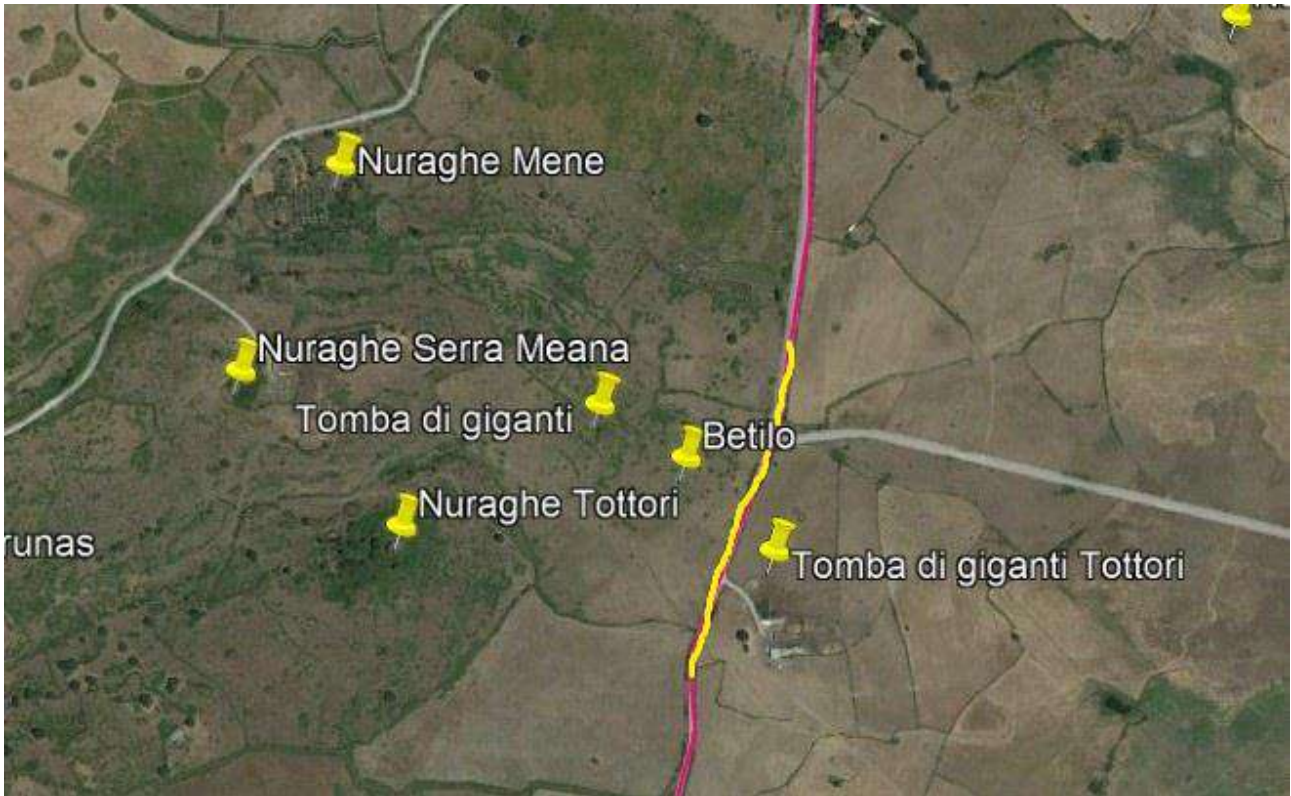 Nuraghe Mene
Nuraghe Serra Meana
Tomba di giganti
Betilo
Nuraghe Tottori
runas
Tomba di giganti Tottori